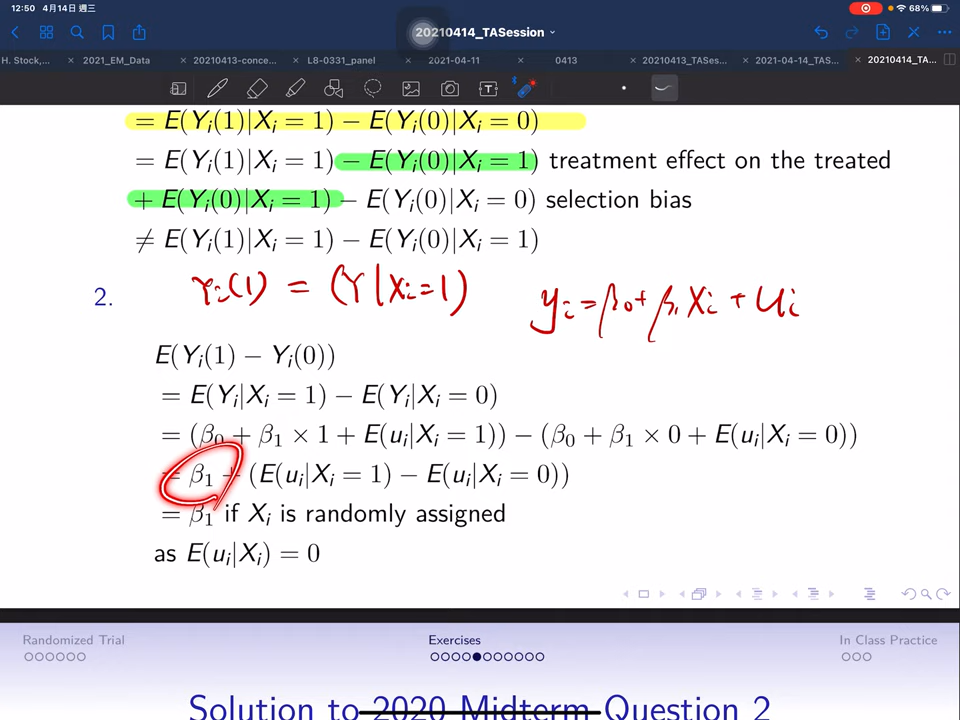 12:50 4月14日 週三
68%
20210414_TASession
H. Stock,... 2021_EM_Data 20210413-conce... L8-0331_panel 2021-04-11 0413 20210413_TASes... 2021-04-14_TAS... 20210414_TA...
= E(Yᵢ(1)|Xᵢ = 1) − E(Yᵢ(0)|Xᵢ = 0)
= E(Yᵢ(1)|Xᵢ = 1) − E(Yᵢ(0)|Xᵢ = 1) treatment effect on the treated
+ E(Yᵢ(0)|Xᵢ = 1) − E(Yᵢ(0)|Xᵢ = 0) selection bias
≠ E(Yᵢ(1)|Xᵢ = 1) − E(Yᵢ(0)|Xᵢ = 1)
2. Yᵢ(1) = (Y|Xᵢ=1) yᵢ = β₀ + β₁ Xᵢ + uᵢ
E(Yᵢ(1) − Yᵢ(0))
= E(Yᵢ|Xᵢ = 1) − E(Yᵢ|Xᵢ = 0)
= (β₀ + β₁ × 1 + E(uᵢ|Xᵢ = 1)) − (β₀ + β₁ × 0 + E(uᵢ|Xᵢ = 0))
= β₁ + (E(uᵢ|Xᵢ = 1) − E(uᵢ|Xᵢ = 0))
= β₁ if Xᵢ is randomly assigned
as E(uᵢ|Xᵢ) = 0
Randomized Trial Exercises In Class Practice
Solution to 2020 Midterm Question 2